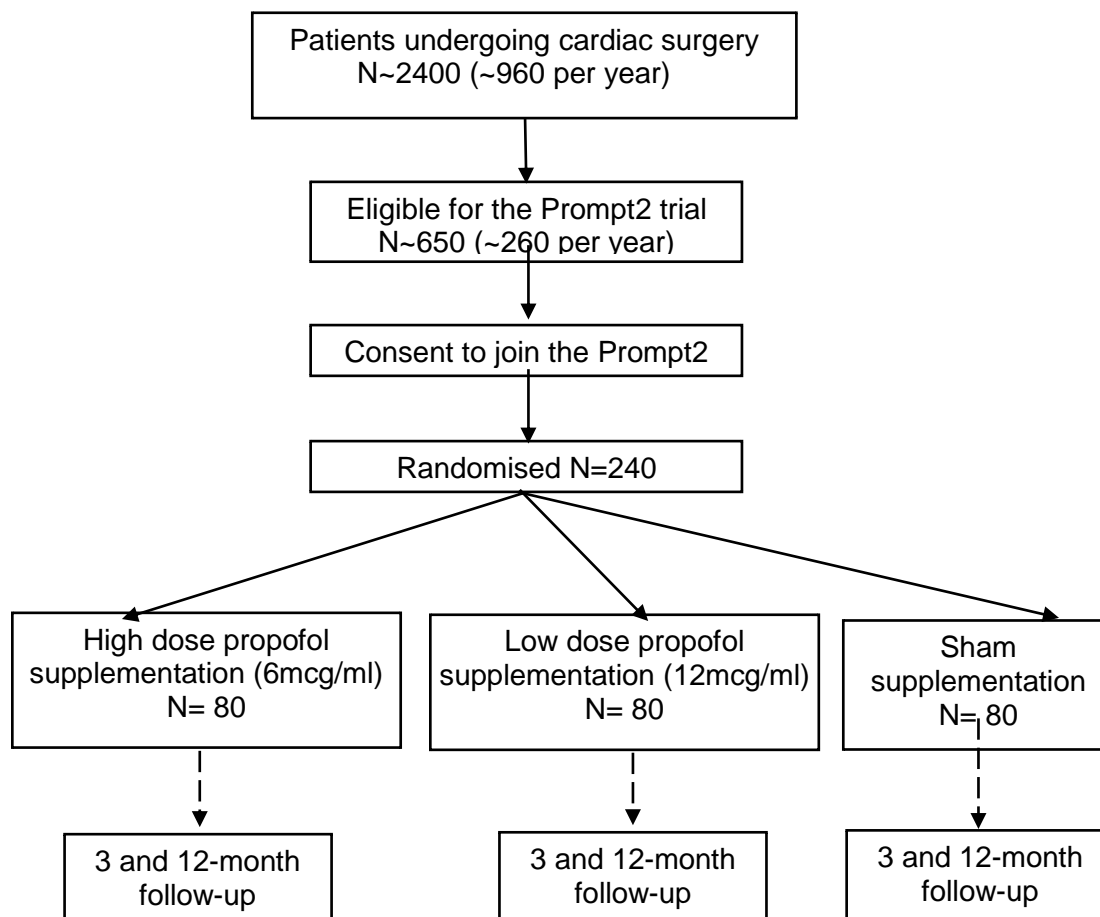 Patients undergoing cardiac surgery
N~2400 (~960 per year)
Eligible for the Prompt2 trial
N~650 (~260 per year)
Consent to join the Prompt2
Randomised N=240
High dose propofol
supplementation (6mcg/ml)
N= 80
Low dose propofol
supplementation (12mcg/ml)
N= 80
Sham
supplementation
N= 80
3 and 12-month
follow-up
3 and 12-month
follow-up
3 and 12-month
follow-up